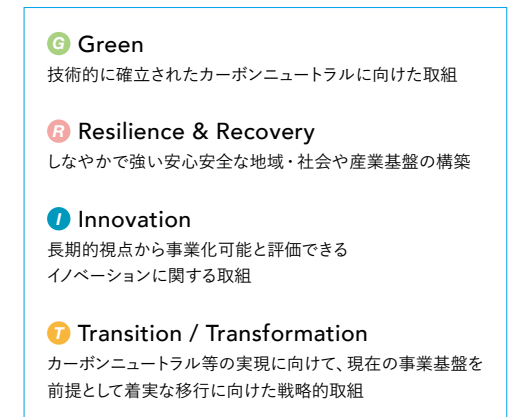 G Green
技術的に確立されたカーボンニュートラルに向けた取組
R Resilience & Recovery
しなやかで強い安心安全な地域・社会や産業基盤の構築
I Innovation
長期的視点から事業化可能と評価できる
イノベーションに関する取組
T Transition / Transformation
カーボンニュートラル等の実現に向けて、現在の事業基盤を
前提として着実な移行に向けた戦略的取組